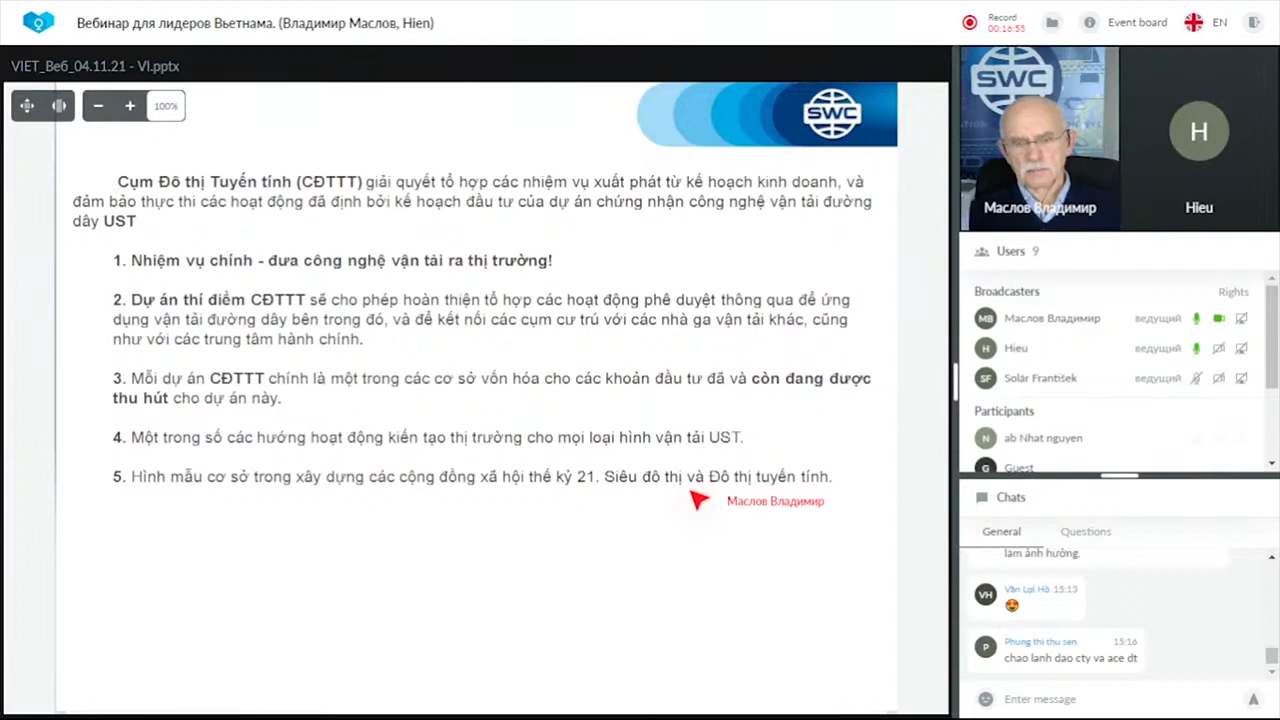 Вебинар для лидеров Вьетнама. (Владимир Маслов, Hien)
Record
00:16:55
Event board
EN
VIET_Веб_04.11.21 - VI.pptx
100%
SWC
Cụm Đô thị Tuyến tính (CĐTTT) giải quyết tổ hợp các nhiệm vụ xuất phát từ kế hoạch kinh doanh, và
đảm bảo thực thi các hoạt động đã định bởi kế hoạch đầu tư của dự án chứng nhận công nghệ vận tải đường
dây UST
1. Nhiệm vụ chính - đưa công nghệ vận tải ra thị trường!
2. Dự án thí điểm CĐTTT sẽ cho phép hoàn thiện tổ hợp các hoạt động phê duyệt thông qua để ứng
dụng vận tải đường dây bên trong đó, và để kết nối các cụm cư trú với các nhà ga vận tải khác, cũng
như với các trung tâm hành chính.
3. Mỗi dự án CĐTTT chính là một trong các cơ sở vốn hóa cho các khoản đầu tư đã và còn đang được
thu hút cho dự án này.
4. Một trong số các hướng hoạt động kiến tạo thị trường cho mọi loại hình vận tải UST.
5. Hình mẫu cơ sở trong xây dựng các cộng đồng xã hội thế kỷ 21. Siêu đô thị và Đô thị tuyến tính.
Маслов Владимир
SWC
Маслов Владимир
H
Hieu
Users 9
Broadcasters Rights
МВ Маслов Владимир ведущий
H Hieu ведущий
SF Solár František ведущий
Participants
N ab Nhat nguyen
G Guest
Chats
General Questions
làm ảnh hưởng.
VH Văn Lợi Hồ 15:13
P Phung thi thu sen 15:16
chao lanh dao cty va ace dt
Enter message